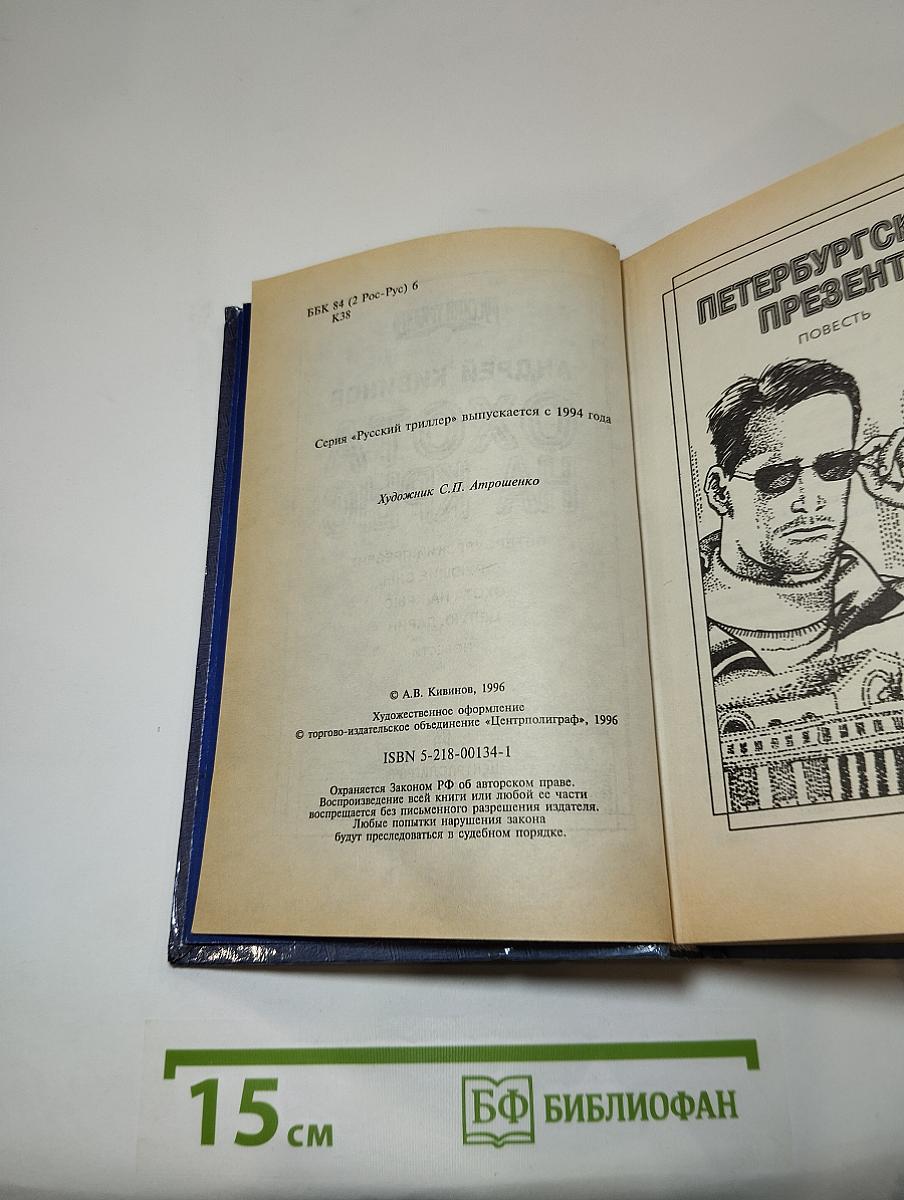 ББК 84 (2 Рос-Рус) 6
К38
Серия «Русский триллер» выпускается с 1994 года
Художник С.П. Атрошенко
© А.В. Кивинов, 1996
Художественное оформление
© торгово-издательское объединение «Центрполиграф», 1996
ISBN 5-218-00134-1
Охраняется Законом РФ об авторском праве.
Воспроизведение всей книги или любой ее части
воспрещается без письменного разрешения издателя.
Любые попытки нарушения закона
будут преследоваться в судебном порядке.
ПЕТЕРБУРГСК
ПРЕЗЕНТ
ПОВЕСТЬ
15 см
БФ БИБЛИОФАН